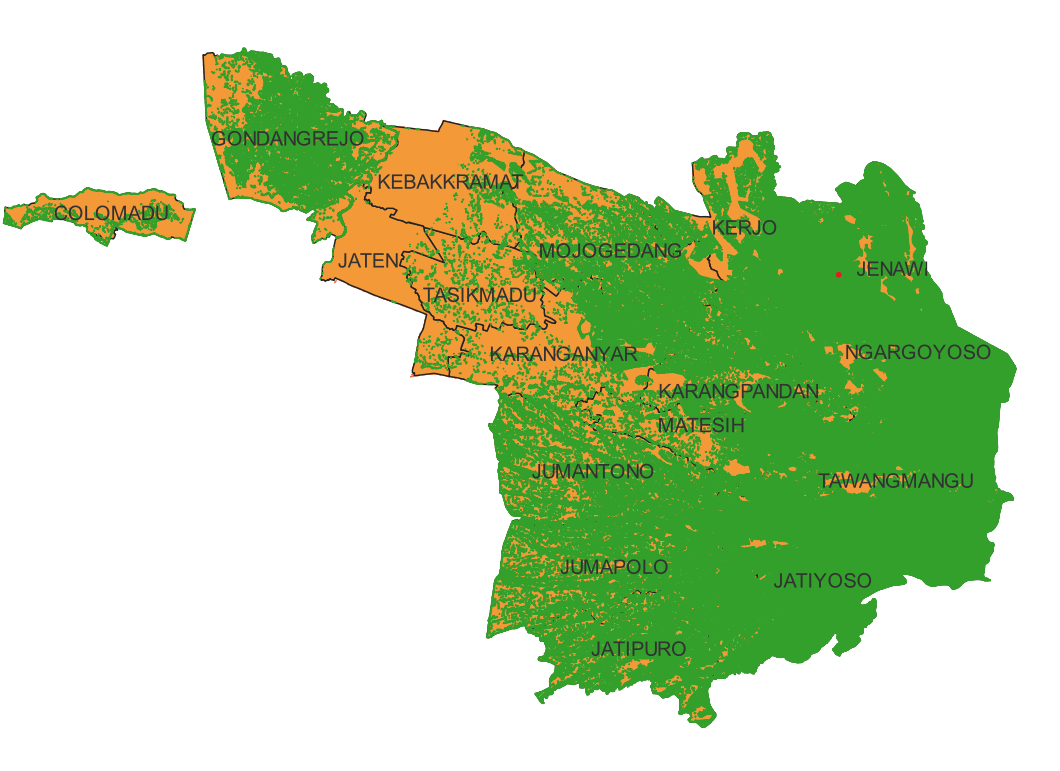 GONDANGREJO
KEBAKKRAMAT
COLOMADU
KERJO
MOJOGEDANG
JATEN
JENAWI
TASIKMADU
NGARGOYOSO
KARANGANYAR
KARANGPANDAN
MATESIH
JUMANTONO
TAWANGMANGU
JUMAPOLO
JATIYOSO
JATIPURO